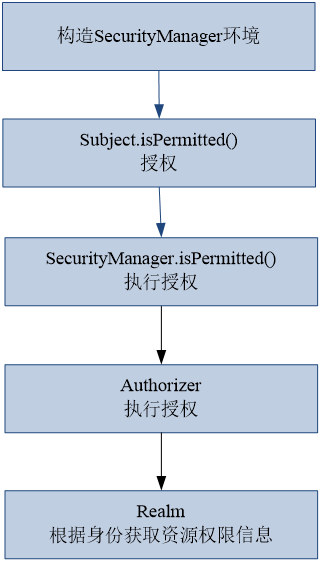 构造SecurityManager环境
Subject.isPermitted()
授权
SecurityManager.isPermitted()
执行授权
Authorizer
执行授权
Realm
根据身份获取资源权限信息